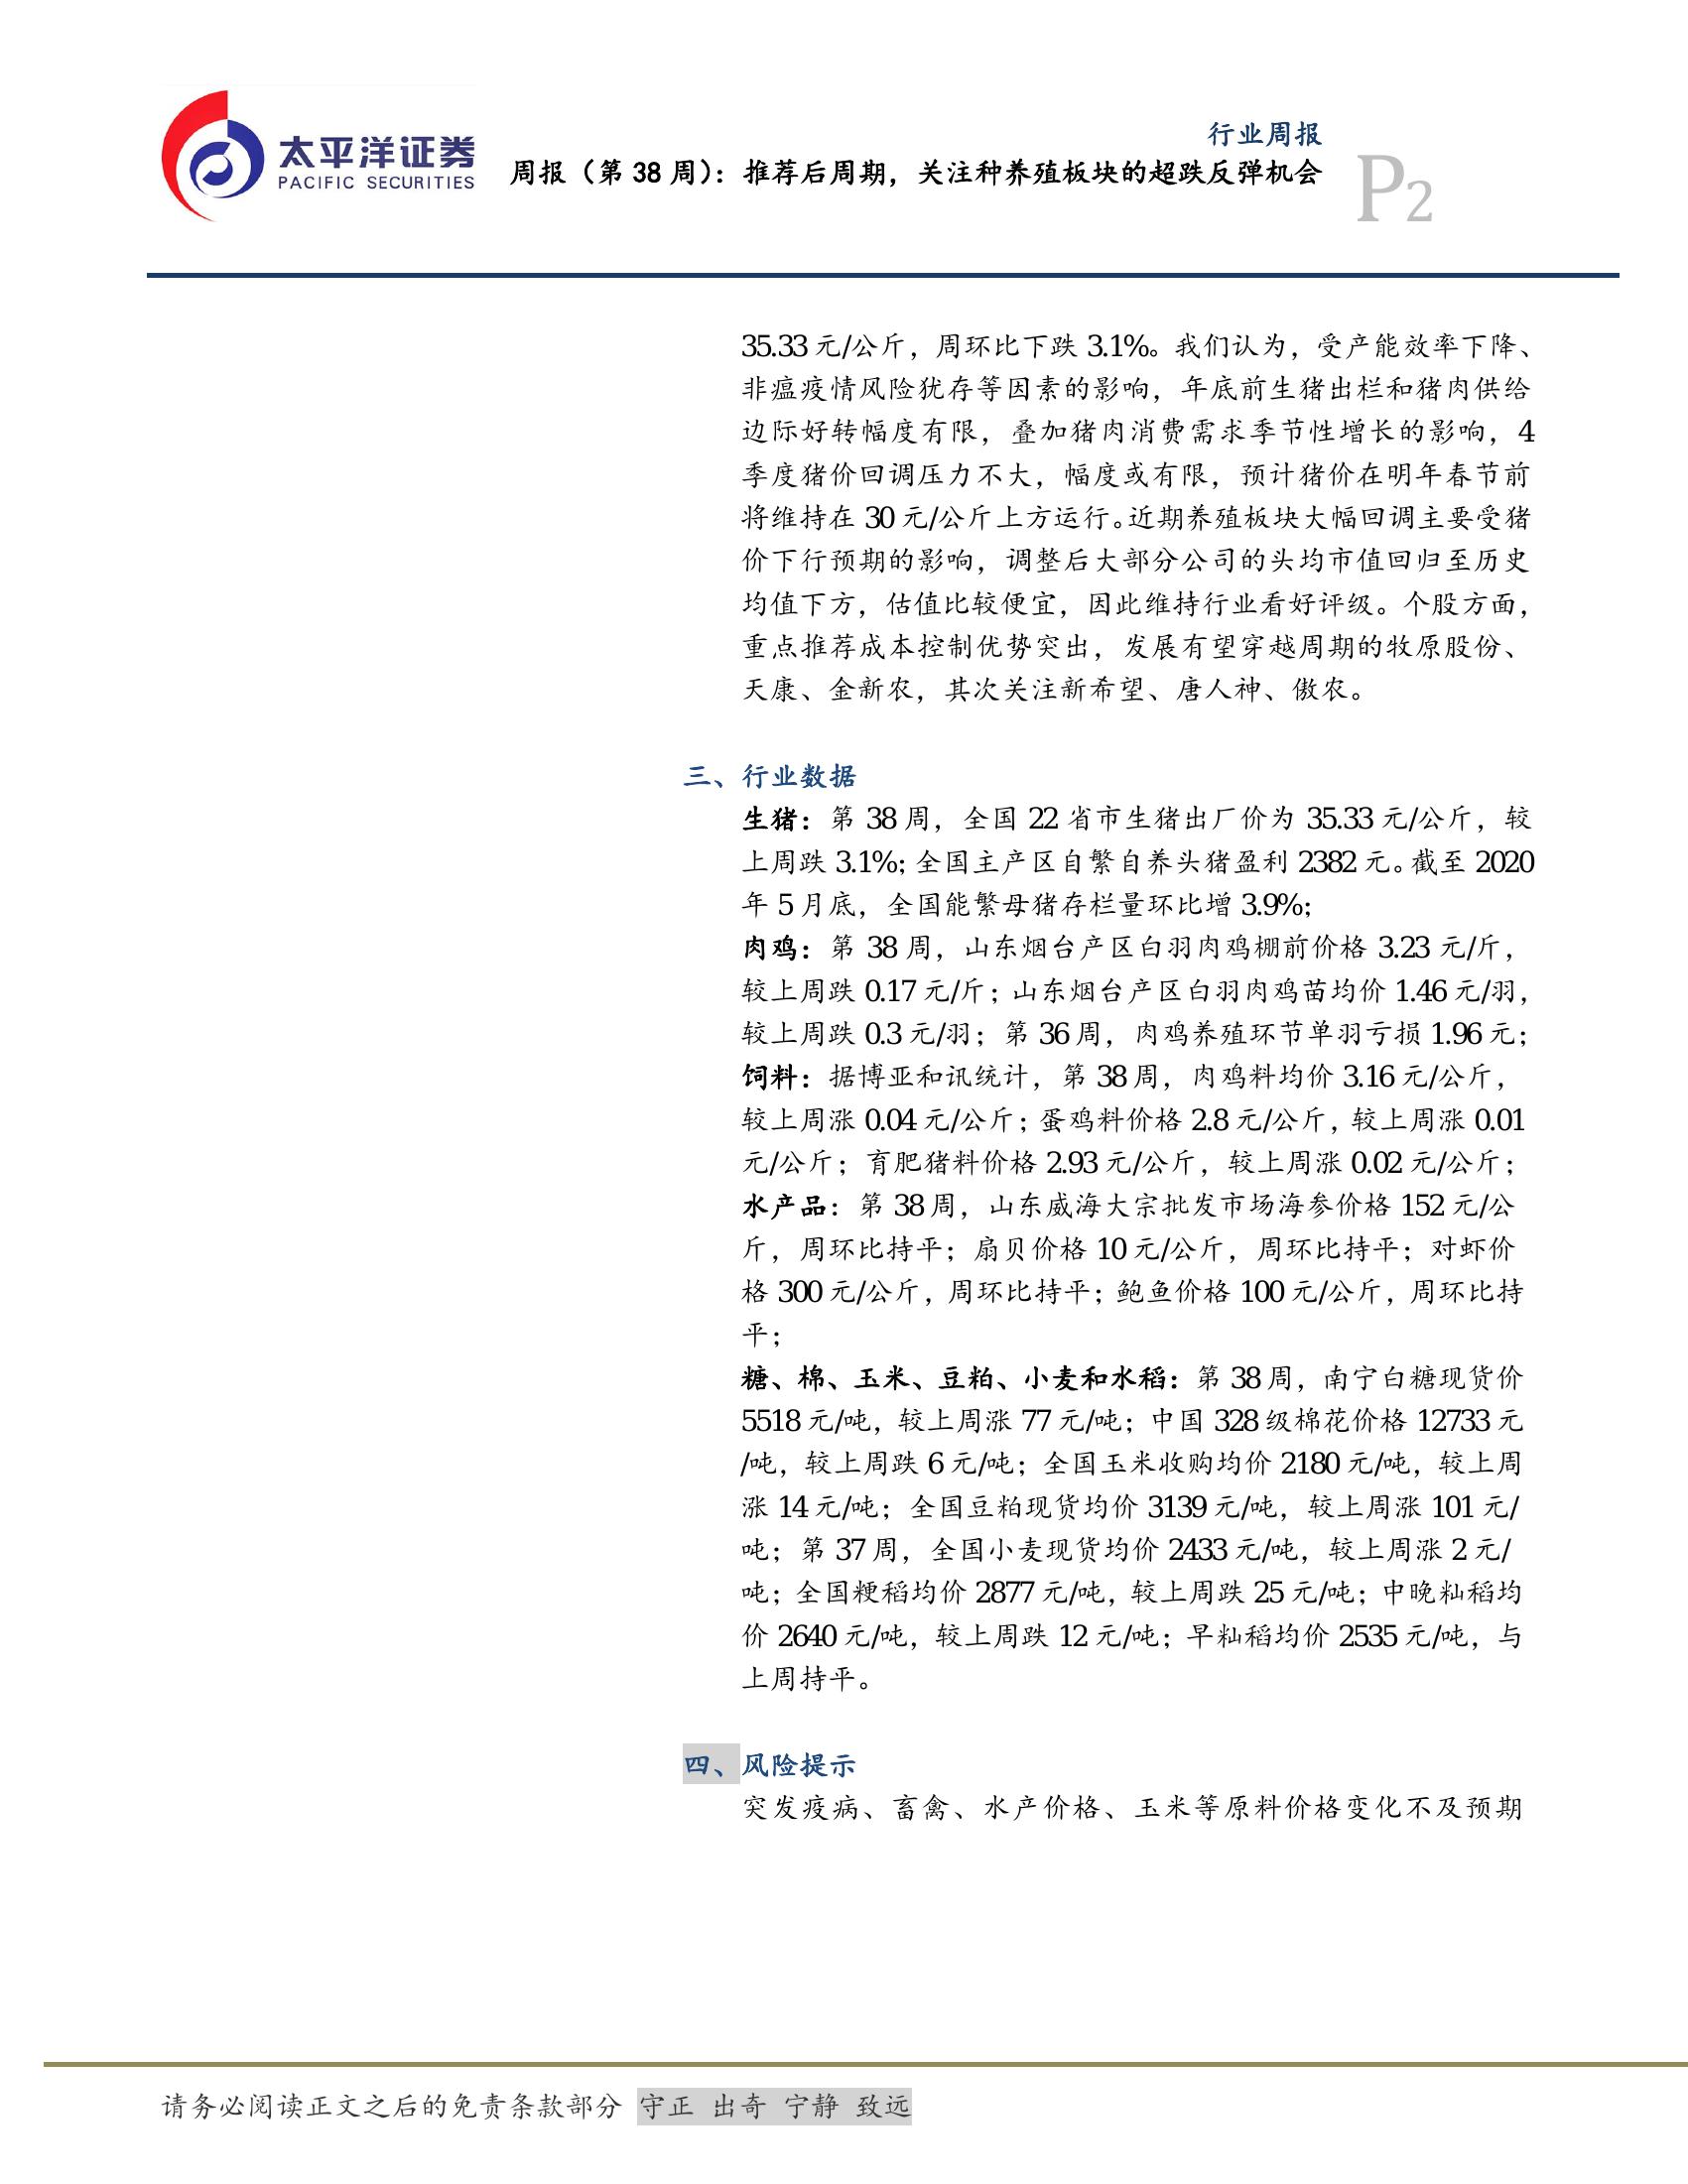 太平洋证券
PACIFIC SECURITIES
行业周报
周报（第 38 周）：推荐后周期，关注种养殖板块的超跌反弹机会
P2
35.33 元/公斤，周环比下跌 3.1%。我们认为，受产能效率下降、
非瘟疫情风险犹存等因素的影响，年底前生猪出栏和猪肉供给
边际好转幅度有限，叠加猪肉消费需求季节性增长的影响，4
季度猪价回调压力不大，幅度或有限，预计猪价在明年春节前
将维持在 30 元/公斤上方运行。近期养殖板块大幅回调主要受猪
价下行预期的影响，调整后大部分公司的头均市值回归至历史
均值下方，估值比较便宜，因此维持行业看好评级。个股方面，
重点推荐成本控制优势突出，发展有望穿越周期的牧原股份、
天康、金新农，其次关注新希望、唐人神、傲农。
三、行业数据
生猪：第 38 周，全国 22 省市生猪出厂价为 35.33 元/公斤，较
上周跌 3.1%；全国主产区自繁自养头猪盈利 2382 元。截至 2020
年 5 月底，全国能繁母猪存栏量环比增 3.9%；
肉鸡：第 38 周，山东烟台产区白羽肉鸡棚前价格 3.23 元/斤，
较上周跌 0.17 元/斤；山东烟台产区白羽肉鸡苗均价 1.46 元/羽，
较上周跌 0.3 元/羽；第 36 周，肉鸡养殖环节单羽亏损 1.96 元；
饲料：据博亚和讯统计，第 38 周，肉鸡料均价 3.16 元/公斤，
较上周涨 0.04 元/公斤；蛋鸡料价格 2.8 元/公斤，较上周涨 0.01
元/公斤；育肥猪料价格 2.93 元/公斤，较上周涨 0.02 元/公斤；
水产品：第 38 周，山东威海大宗批发市场海参价格 152 元/公
斤，周环比持平；扇贝价格 10 元/公斤，周环比持平；对虾价
格 300 元/公斤，周环比持平；鲍鱼价格 100 元/公斤，周环比持
平；
糖、棉、玉米、豆粕、小麦和水稻：第 38 周，南宁白糖现货价
5518 元/吨，较上周涨 77 元/吨；中国 328 级棉花价格 12733 元
/吨，较上周跌 6 元/吨；全国玉米收购均价 2180 元/吨，较上周
涨 14 元/吨；全国豆粕现货均价 3139 元/吨，较上周涨 101 元/
吨；第 37 周，全国小麦现货均价 2433 元/吨，较上周涨 2 元/
吨；全国粳稻均价 2877 元/吨，较上周跌 25 元/吨；中晚籼稻均
价 2640 元/吨，较上周跌 12 元/吨；早籼稻均价 2535 元/吨，与
上周持平。
四、风险提示
突发疫病、畜禽、水产价格、玉米等原料价格变化不及预期
请务必阅读正文之后的免责条款部分 守正 出奇 宁静 致远